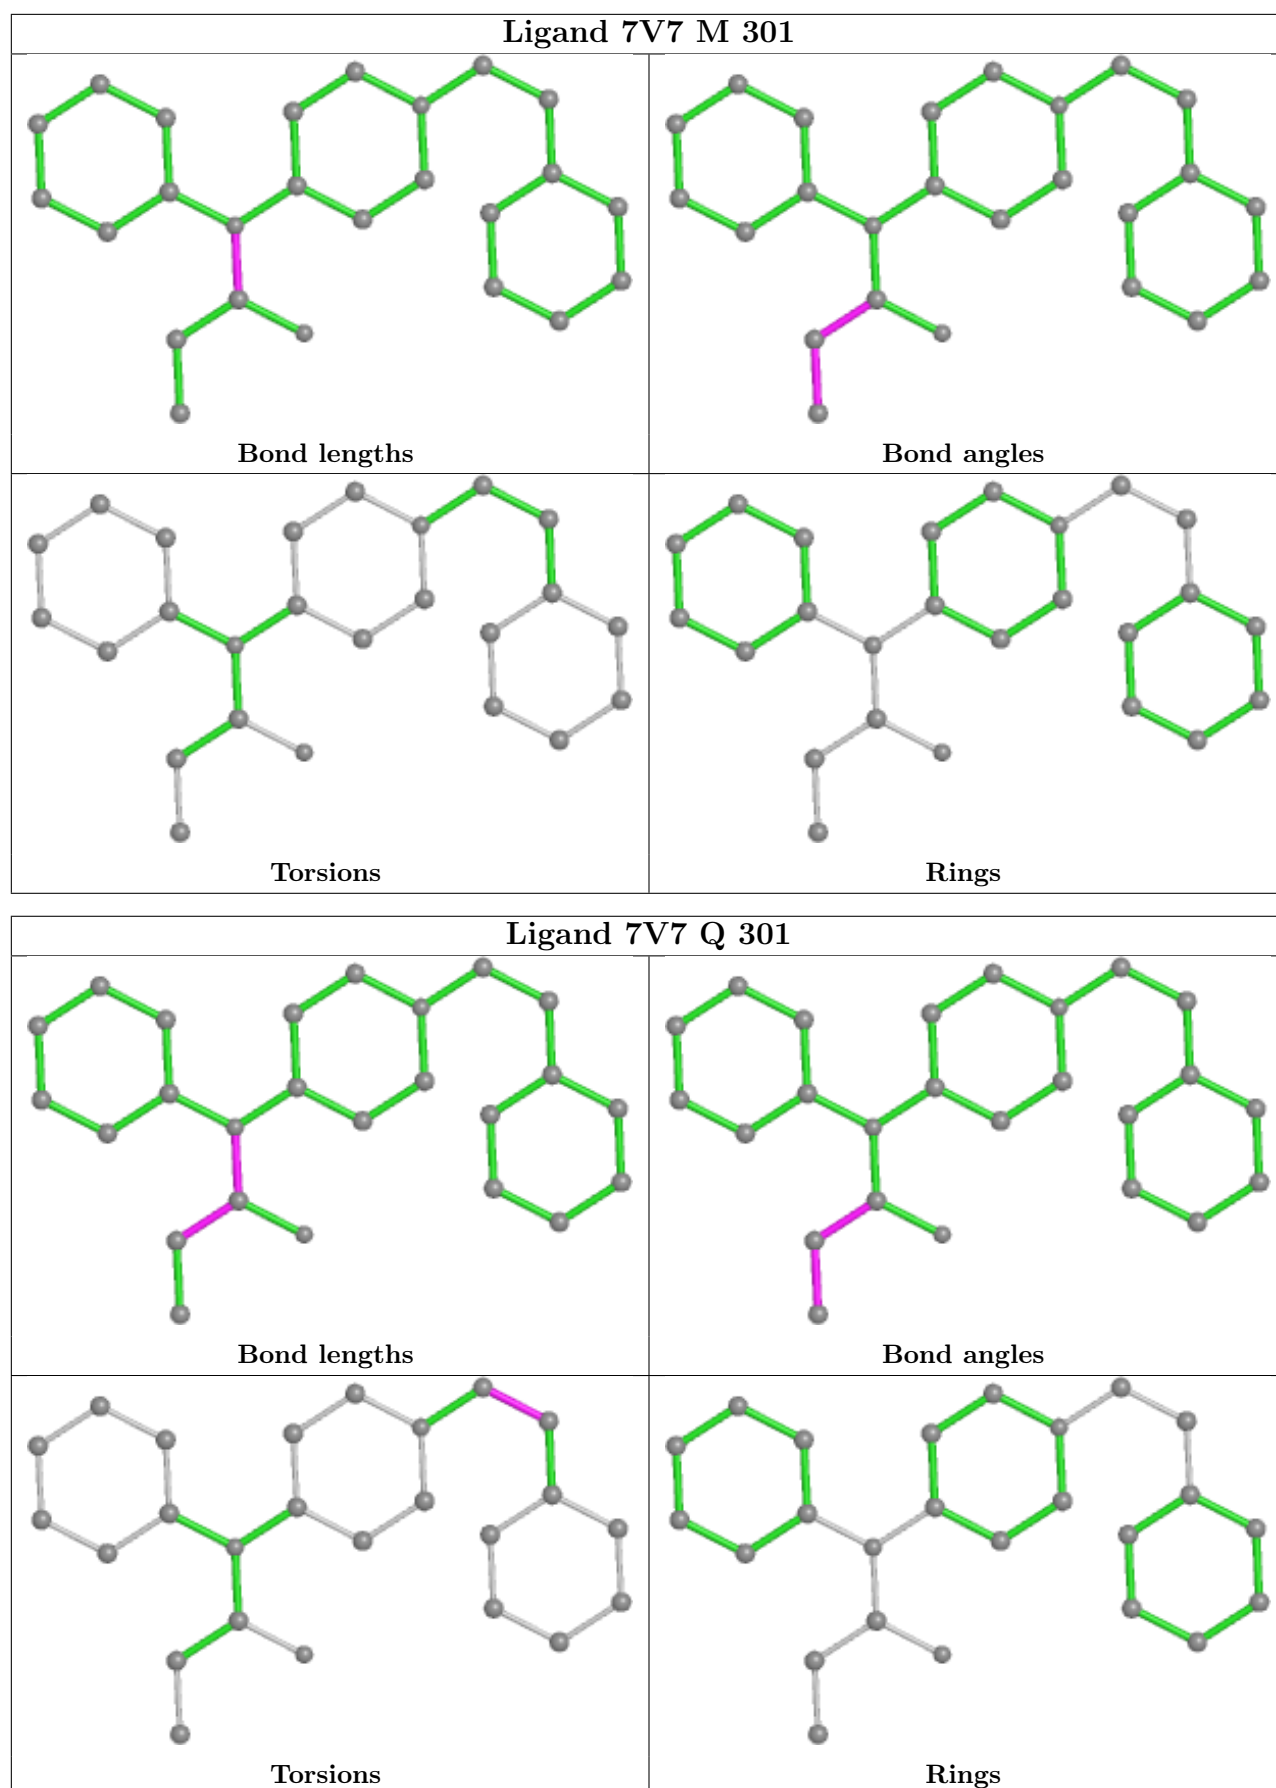 Ligand 7V7 M 301
Bond lengths
Bond angles
Torsions
Rings
Ligand 7V7 Q 301
Bond lengths
Bond angles
Torsions
Rings